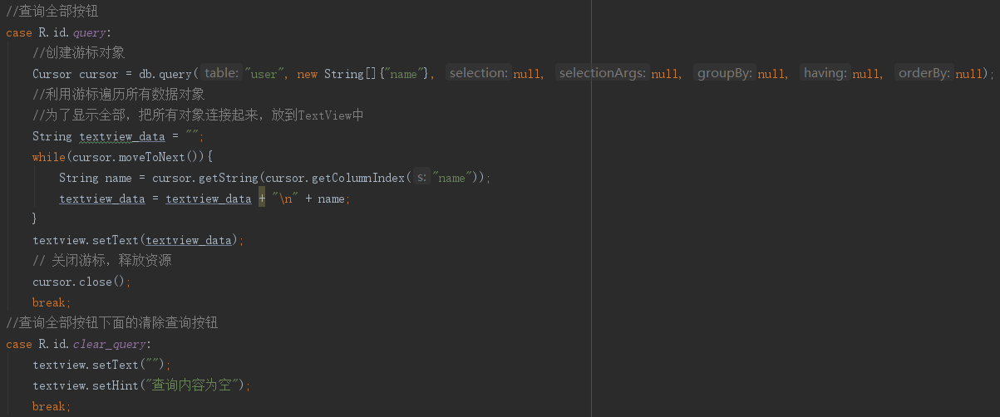 //查询全部按钮
case R.id.query:
    //创建游标对象
    Cursor cursor = db.query( table: "user", new String[]{"name"}, selection: null, selectionArgs: null, groupBy: null, having: null, orderBy: null);
    //利用游标遍历所有数据对象
    //为了显示全部，把所有对象连接起来，放到TextView中
    String textview_data = "";
    while(cursor.moveToNext()){
        String name = cursor.getString(cursor.getColumnIndex( s: "name"));
        textview_data = textview_data + "\n" + name;
    }
    textview.setText(textview_data);
    // 关闭游标，释放资源
    cursor.close();
    break;
//查询全部按钮下面的清除查询按钮
case R.id.clear_query:
    textview.setText("");
    textview.setHint("查询内容为空");
    break;